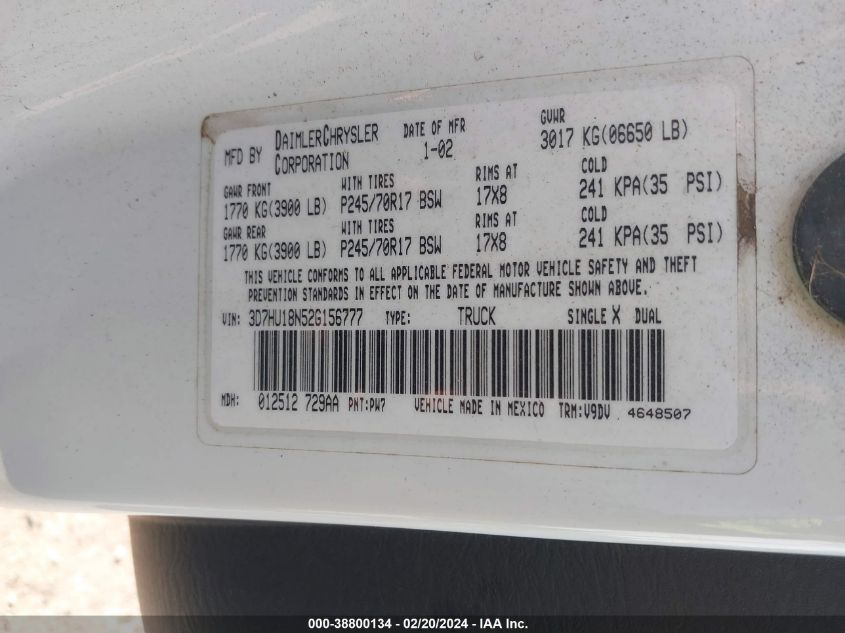 MFD BY DAIMLERCHRYSLER CORPORATION DATE OF MFR 1-02 GVWR 3017 KG(06650 LB)
GAWR FRONT WITH TIRES RIMS AT COLD
1770 KG(3900 LB) P245/70R17 BSW 17X8 241 KPA(35 PSI)
GAWR REAR WITH TIRES RIMS AT COLD
1770 KG(3900 LB) P245/70R17 BSW 17X8 241 KPA(35 PSI)
THIS VEHICLE CONFORMS TO ALL APPLICABLE FEDERAL MOTOR VEHICLE SAFETY AND THEFT
PREVENTION STANDARDS IN EFFECT ON THE DATE OF MANUFACTURE SHOWN ABOVE.
VIN: 3D7HU18N52G156777 TYPE: TRUCK SINGLE X DUAL
MDH: 012512 729AA PNT:PW7 VEHICLE MADE IN MEXICO TRM:V9DV 4648507
000-38800134 - 02/20/2024 - IAA Inc.